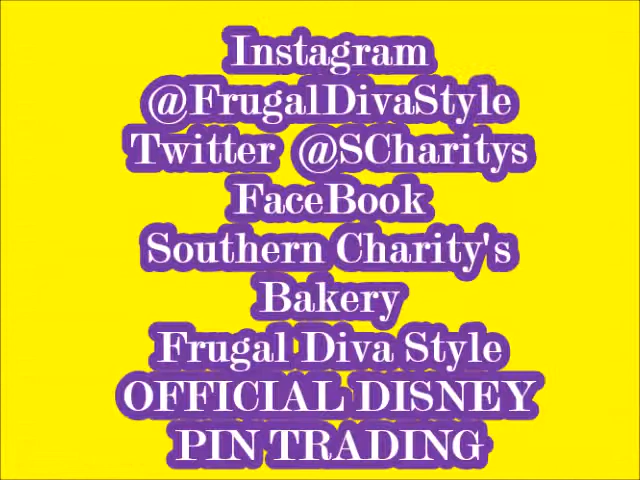 Instagram
@FrugalDivaStyle
Twitter @SCharitys
FaceBook
Southern Charity's
Bakery
Frugal Diva Style
OFFICIAL DISNEY
PIN TRADING